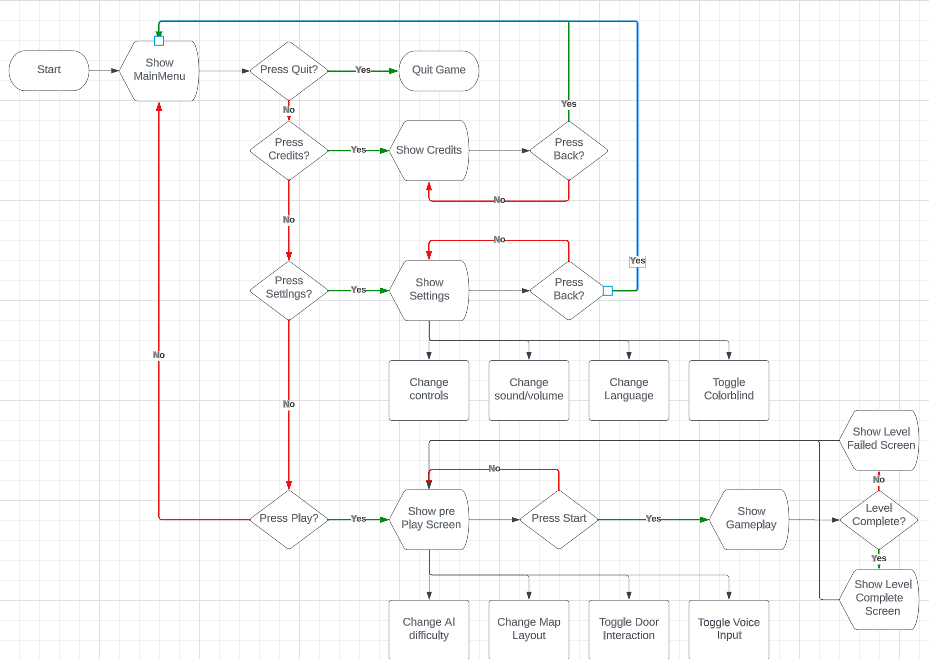 Start
Show
MainMenu
Press Quit?
Yes
Quit Game
No
Yes
Press
Credits?
Yes
Show Credits
Press
Back?
No
No
No
Yes
Press
Settings?
Yes
Show
Settings
Press
Back?
No
Change
controls
Change
sound/volume
Change
Language
Toggle
Colorblind
No
Show Level
Failed Screen
No
No
Press Play?
Yes
Show pre
Play Screen
Press Start
Yes
Show
Gameplay
Level
Complete?
Yes
Show Level
Complete
Screen
Change AI
difficulty
Change Map
Layout
Toggle Door
Interaction
Toggle Voice
Input